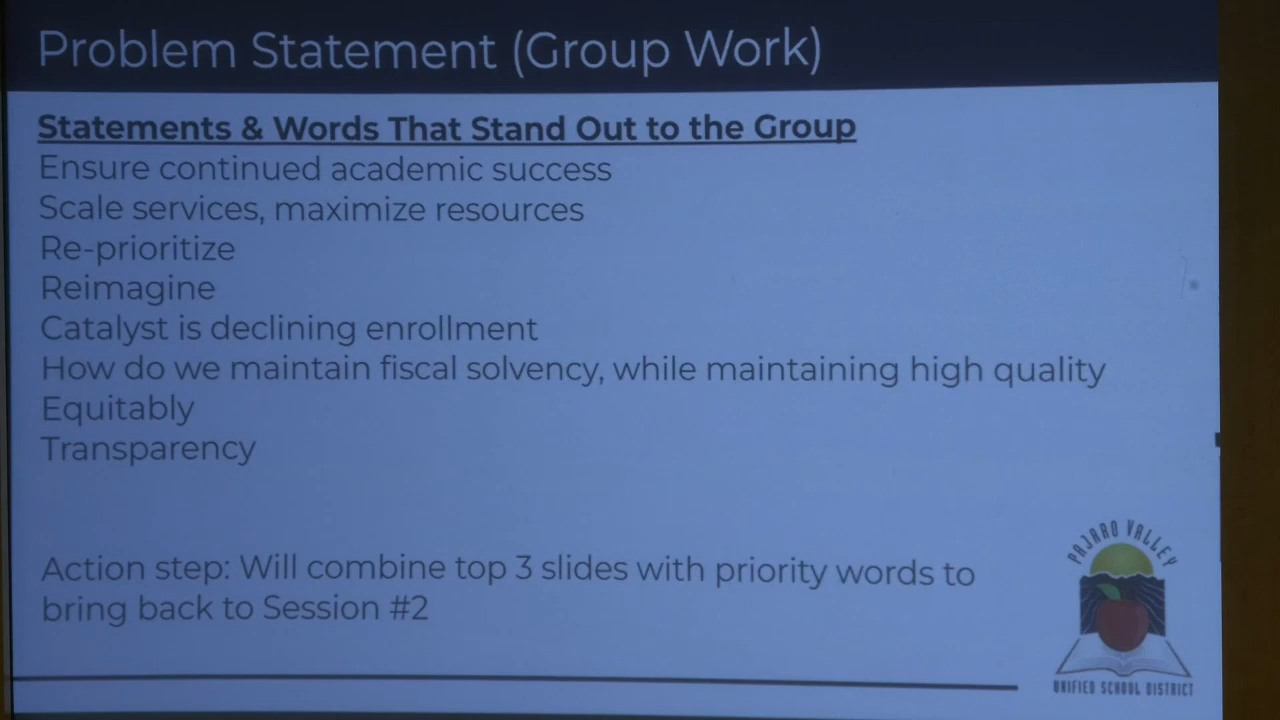 Problem Statement (Group Work)
Statements & Words That Stand Out to the Group
Ensure continued academic success
Scale services, maximize resources
Re-prioritize
Reimagine
Catalyst is declining enrollment
How do we maintain fiscal solvency, while maintaining high quality
Equitably
Transparency
Action step: Will combine top 3 slides with priority words to
bring back to Session #2
PAJARO VALLEY
UNIFIED SCHOOL DISTRICT